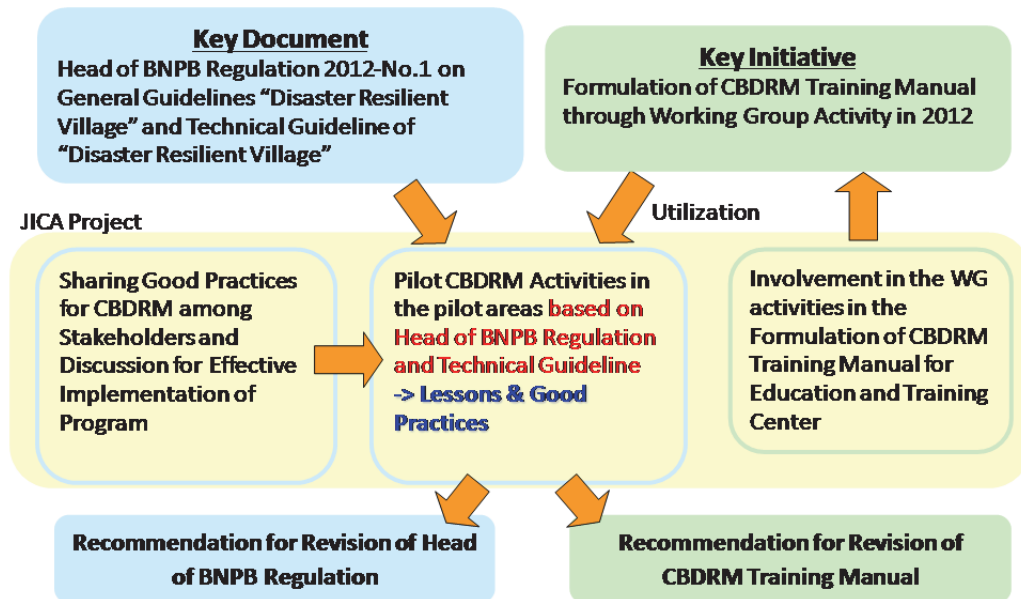 Key Document
Head of BNPB Regulation 2012-No.1 on
General Guidelines “Disaster Resilient
Village” and Technical Guideline of
“Disaster Resilient Village”
Key Initiative
Formulation of CBDRM Training Manual
through Working Group Activity in 2012
Utilization
JICA Project
Sharing Good Practices
for CBDRM among
Stakeholders and
Discussion for Effective
Implementation of
Program
Pilot CBDRM Activities in
the pilot areas based on
Head of BNPB Regulation
and Technical Guideline
-> Lessons & Good
Practices
Involvement in the WG
activities in the
Formulation of CBDRM
Training Manual for
Education and Training
Center
Recommendation for Revision of Head
of BNPB Regulation
Recommendation for Revision of
CBDRM Training Manual